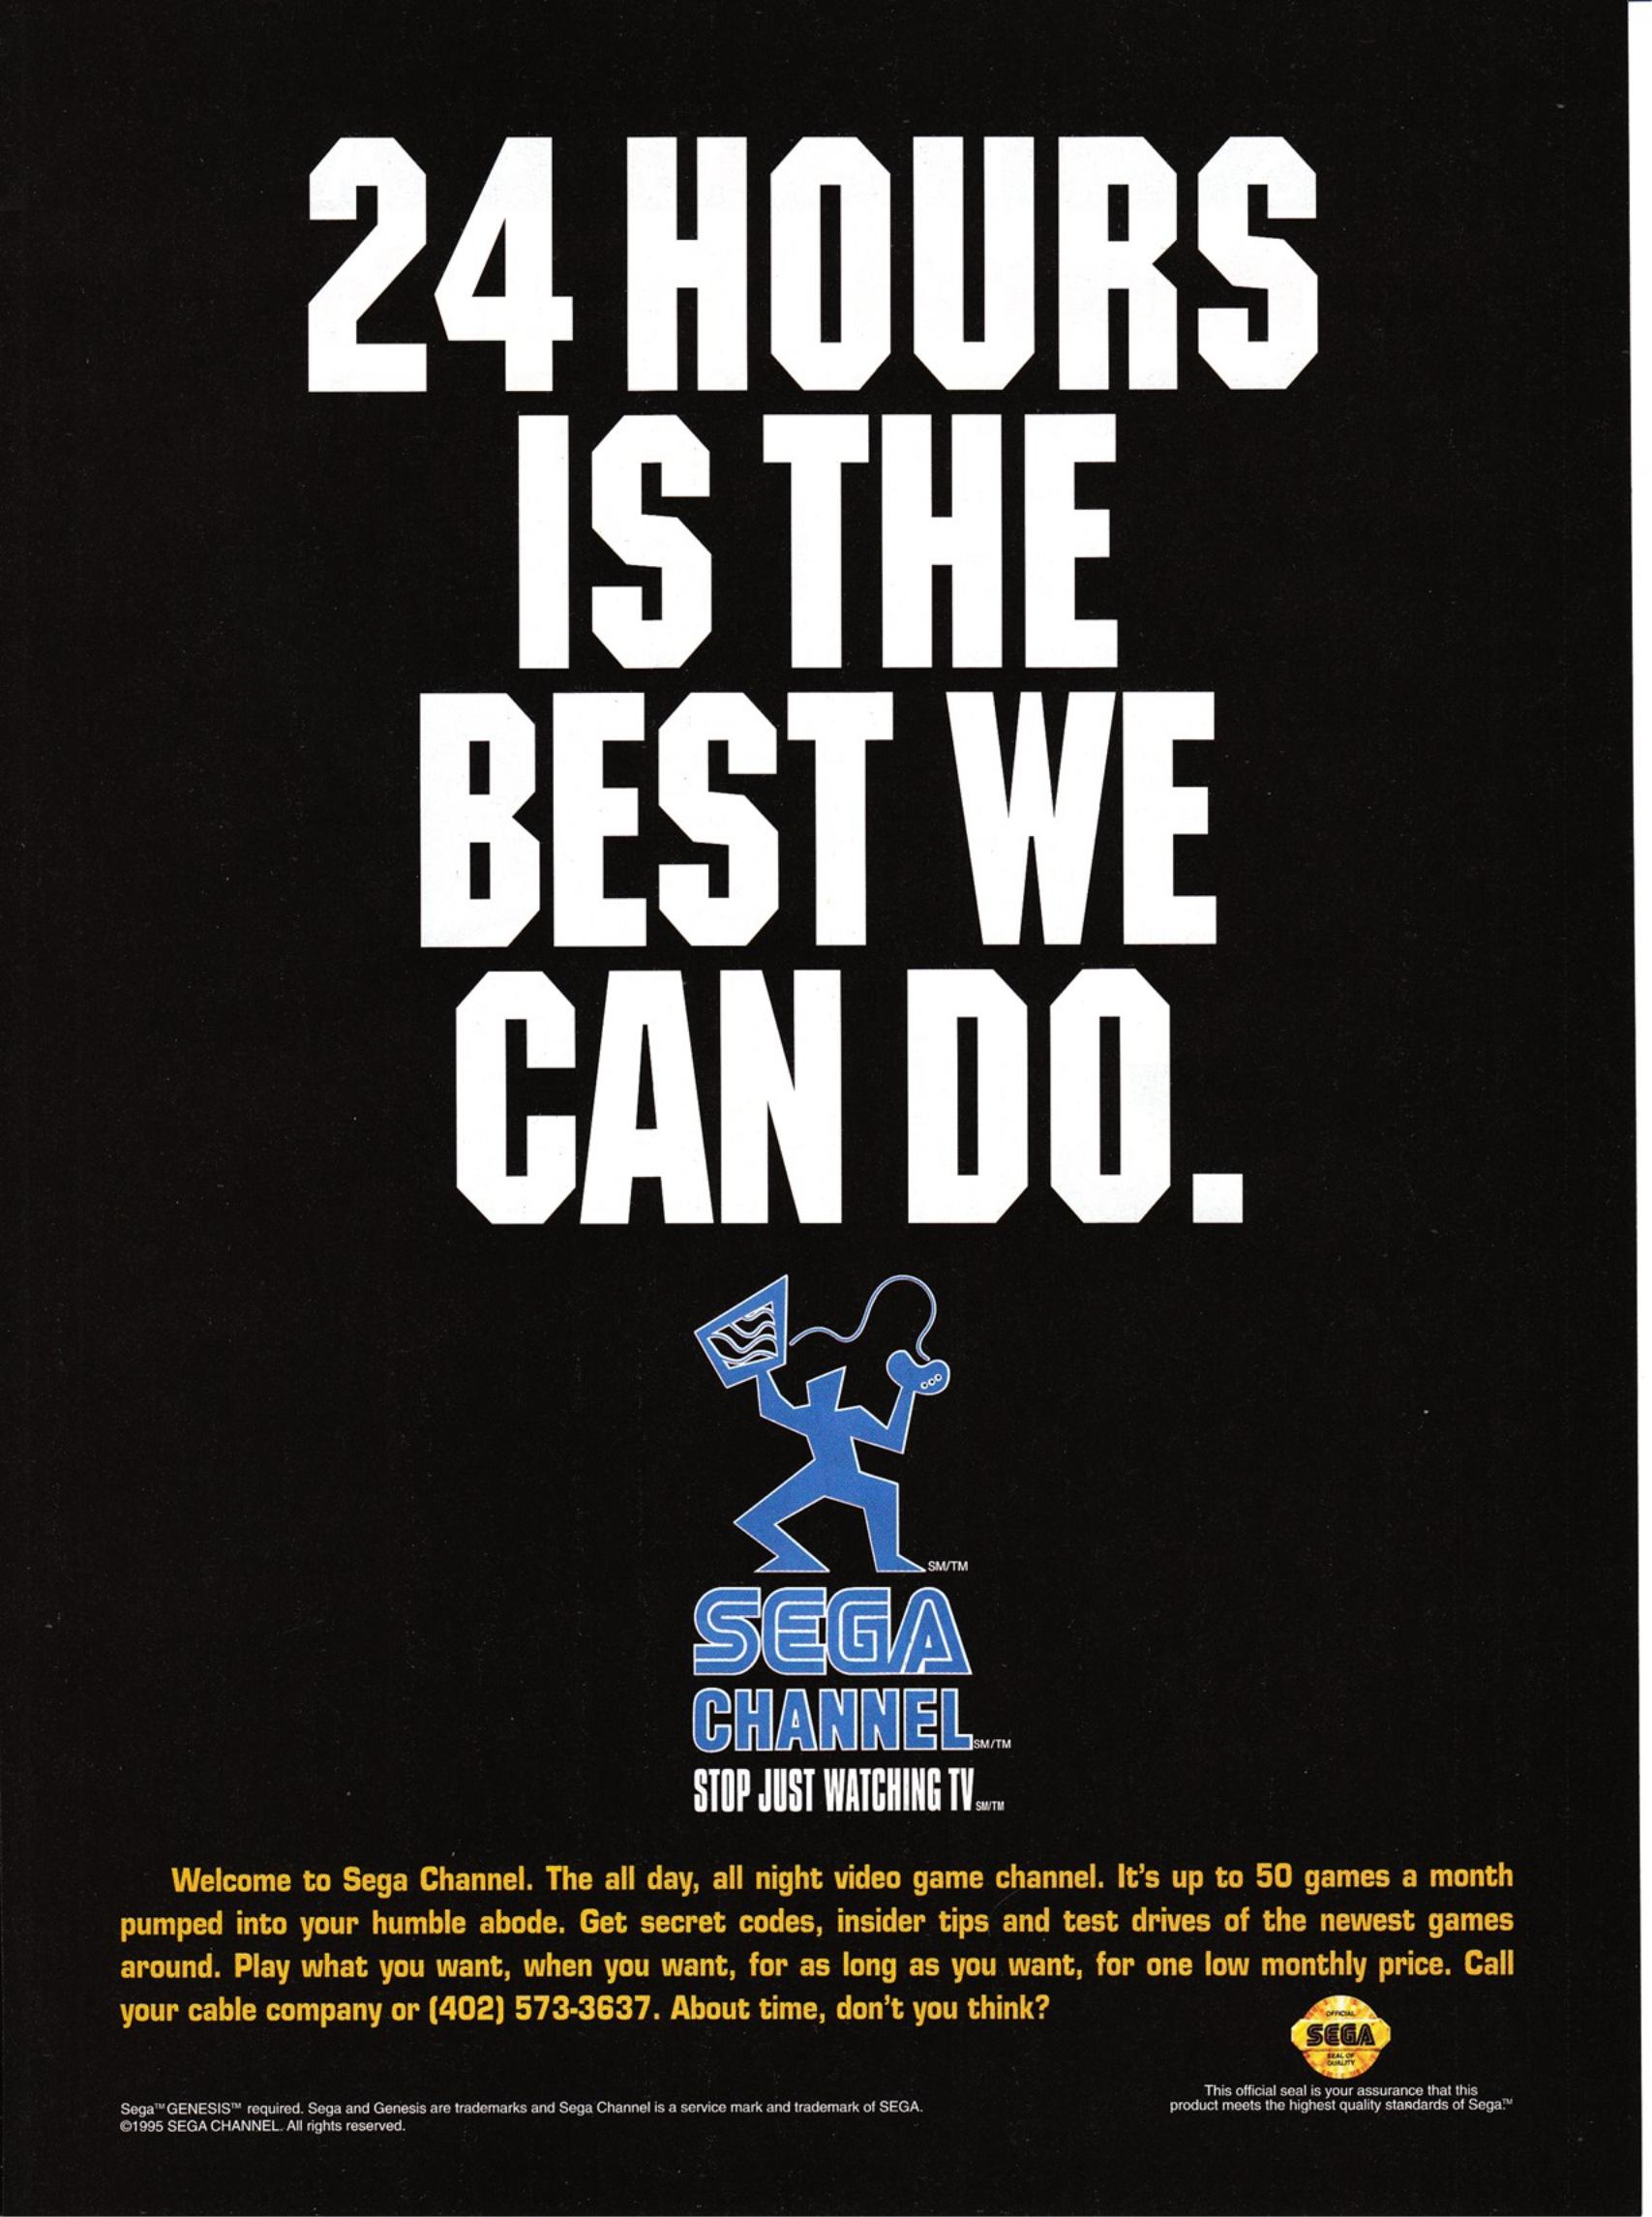 24 HOURS
IS THE
BEST WE
CAN DO.
SM/TM
SEGA
CHANNEL SM/TM
STOP JUST WATCHING TV SM/TM
Welcome to Sega Channel. The all day, all night video game channel. It's up to 50 games a month
pumped into your humble abode. Get secret codes, insider tips and test drives of the newest games
around. Play what you want, when you want, for as long as you want, for one low monthly price. Call
your cable company or (402) 573-3637. About time, don't you think?
OFFICIAL
SEGA
SEAL OF
QUALITY
This official seal is your assurance that this
product meets the highest quality standards of Sega.™
Sega™ GENESIS™ required. Sega and Genesis are trademarks and Sega Channel is a service mark and trademark of SEGA.
©1995 SEGA CHANNEL. All rights reserved.